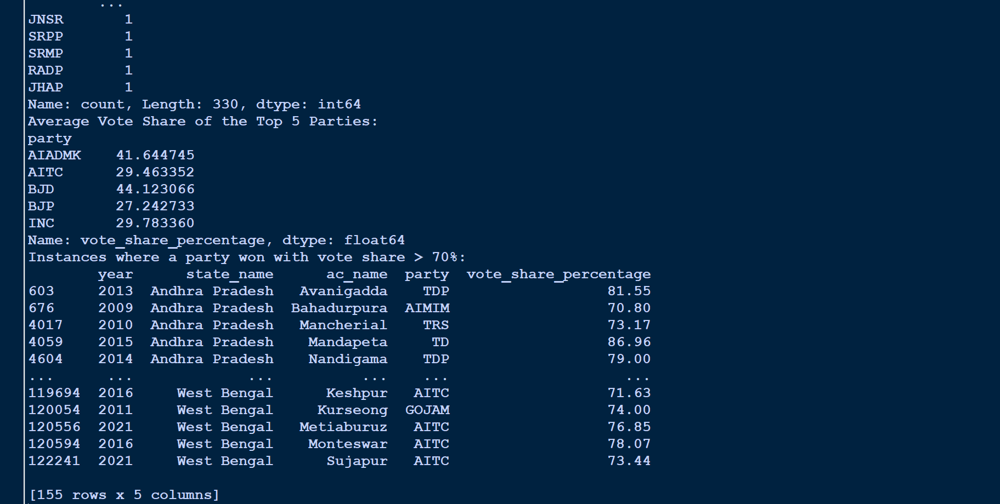 ...
JNSR 1
SRPP 1
SRMP 1
RADP 1
JHAP 1
Name: count, Length: 330, dtype: int64
Average Vote Share of the Top 5 Parties:
party
AIADMK 41.644745
AITC 29.463352
BJD 44.123066
BJP 27.242733
INC 29.783360
Name: vote_share_percentage, dtype: float64
Instances where a party won with vote share > 70%:
year state_name ac_name party vote_share_percentage
603 2013 Andhra Pradesh Avanigadda TDP 81.55
676 2009 Andhra Pradesh Bahadurpura AIMIM 70.80
4017 2010 Andhra Pradesh Mancherial TRS 73.17
4059 2015 Andhra Pradesh Mandapeta TD 86.96
4604 2014 Andhra Pradesh Nandigama TDP 79.00
... ... ... ... ... ...
119694 2016 West Bengal Keshpur AITC 71.63
120054 2011 West Bengal Kurseong GOJAM 74.00
120556 2021 West Bengal Metiaburuz AITC 76.85
120594 2016 West Bengal Monteswar AITC 78.07
122241 2021 West Bengal Sujapur AITC 73.44
[155 rows x 5 columns]